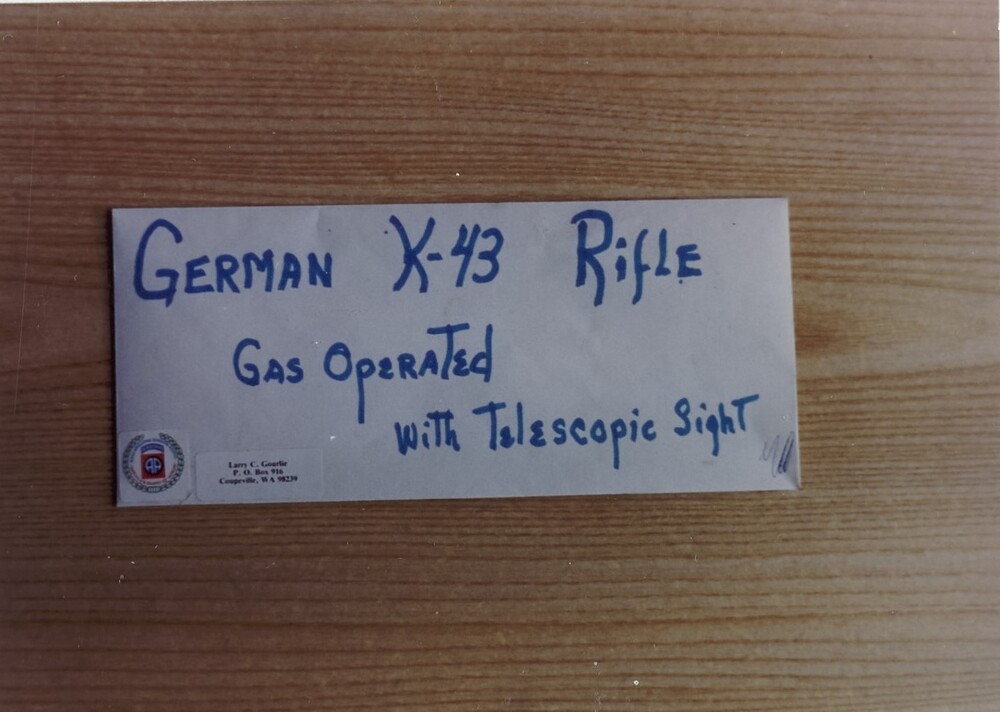 GERMAN K-43 RiflE
GAS OpERATEd
with TelEscopic Sight
Larry C. Gourlie
P. O. Box 916
Coupeville, WA 98239